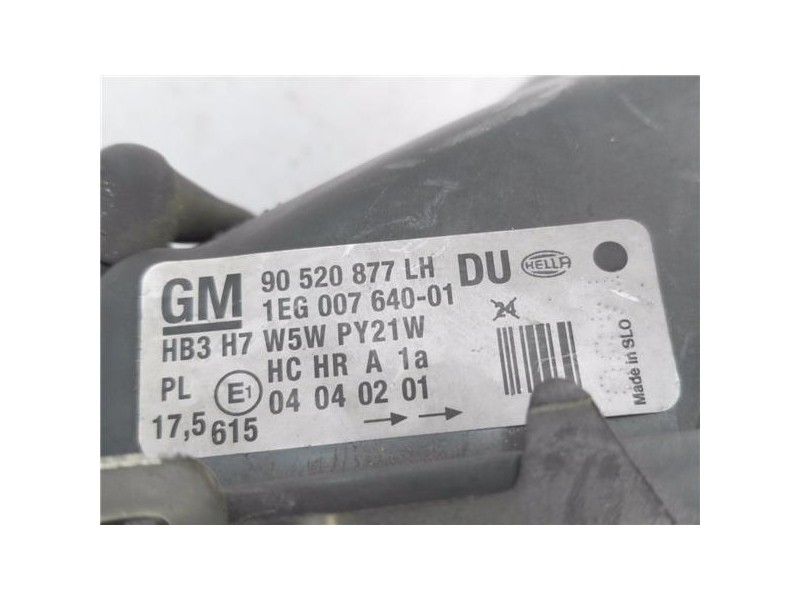 GM 90 520 877 LH DU HELLA
1EG 007 640-01
24
HB3 H7 W5W PY21W
HC HR A 1a
PL E1 04 04 02 01
17,5 615
Made in SLO